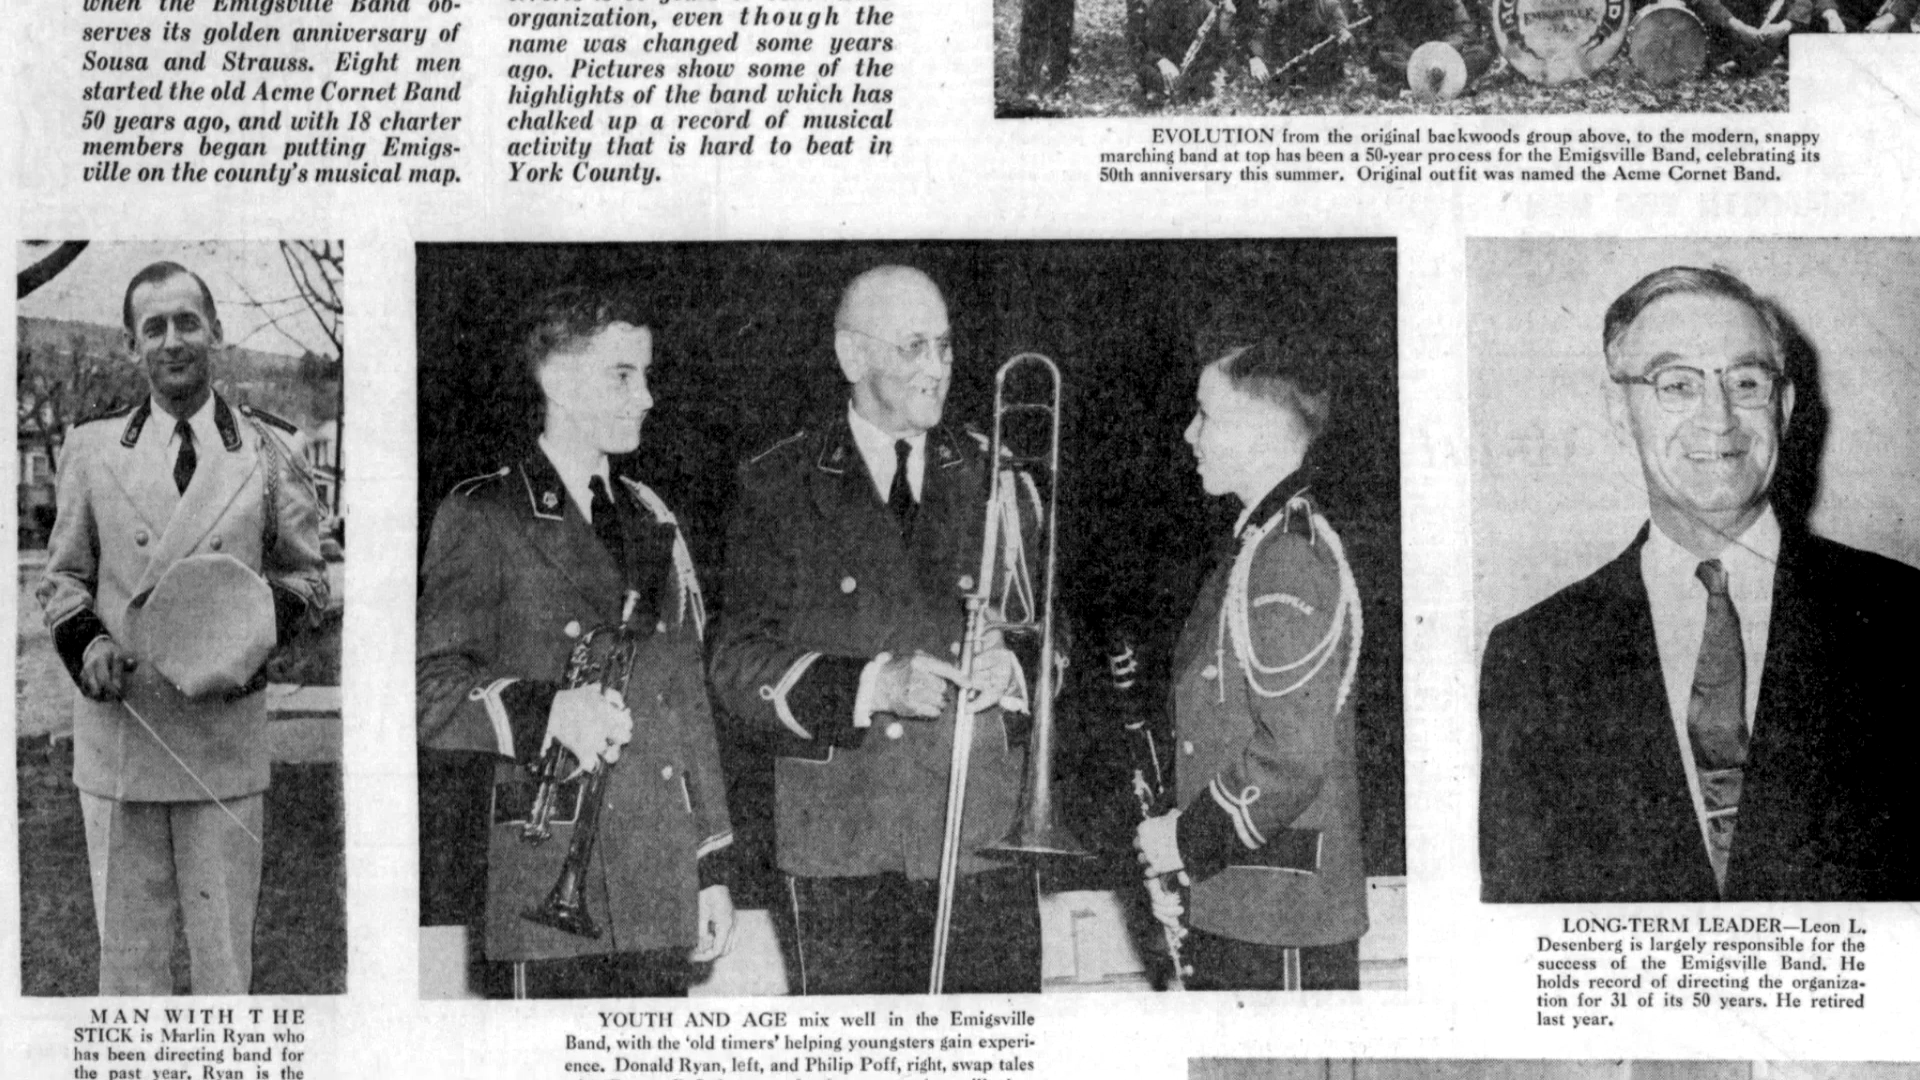 when the Emigsville Band ob-
serves its golden anniversary of
Sousa and Strauss. Eight men
started the old Acme Cornet Band
50 years ago, and with 18 charter
members began putting Emigs-
ville on the county's musical map.
organization, even though the
name was changed some years
ago. Pictures show some of the
highlights of the band which has
chalked up a record of musical
activity that is hard to beat in
York County.
EMIGSVILLE,
PA.
EVOLUTION from the original backwoods group above, to the modern, snappy
marching band at top has been a 50-year process for the Emigsville Band, celebrating its
50th anniversary this summer. Original outfit was named the Acme Cornet Band.
MAN WITH THE
STICK is Marlin Ryan who
has been directing band for
the past year. Ryan is the
YOUTH AND AGE mix well in the Emigsville
Band, with the 'old timers' helping youngsters gain experi-
ence. Donald Ryan, left, and Philip Poff, right, swap tales
LONG-TERM LEADER—Leon L.
Desenberg is largely responsible for the
success of the Emigsville Band. He
holds record of directing the organiza-
tion for 31 of its 50 years. He retired
last year.